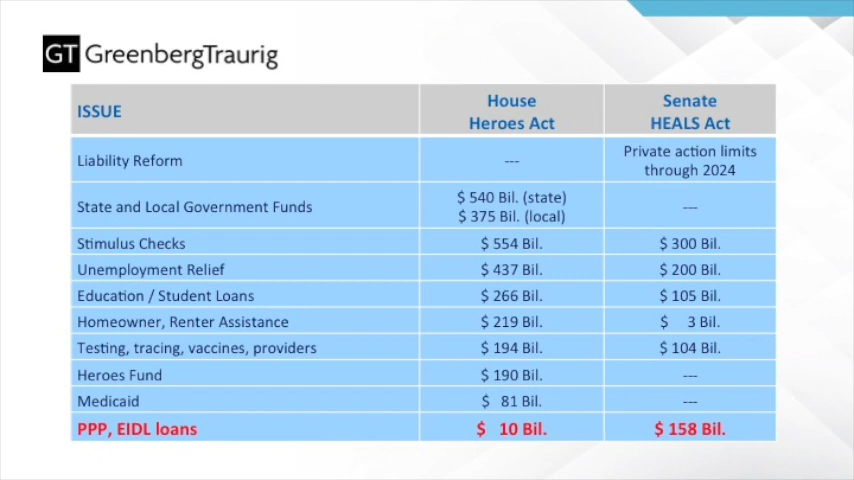 GT GreenbergTraurig
ISSUE
House
Heroes Act
Senate
HEALS Act
Liability Reform
---
Private action limits
through 2024
State and Local Government Funds
$ 540 Bil. (state)
$ 375 Bil. (local)
---
Stimulus Checks $ 554 Bil. $ 300 Bil.
Unemployment Relief $ 437 Bil. $ 200 Bil.
Education / Student Loans $ 266 Bil. $ 105 Bil.
Homeowner, Renter Assistance $ 219 Bil. $ 3 Bil.
Testing, tracing, vaccines, providers $ 194 Bil. $ 104 Bil.
Heroes Fund $ 190 Bil. ---
Medicaid $ 81 Bil. ---
PPP, EIDL loans $ 10 Bil. $ 158 Bil.